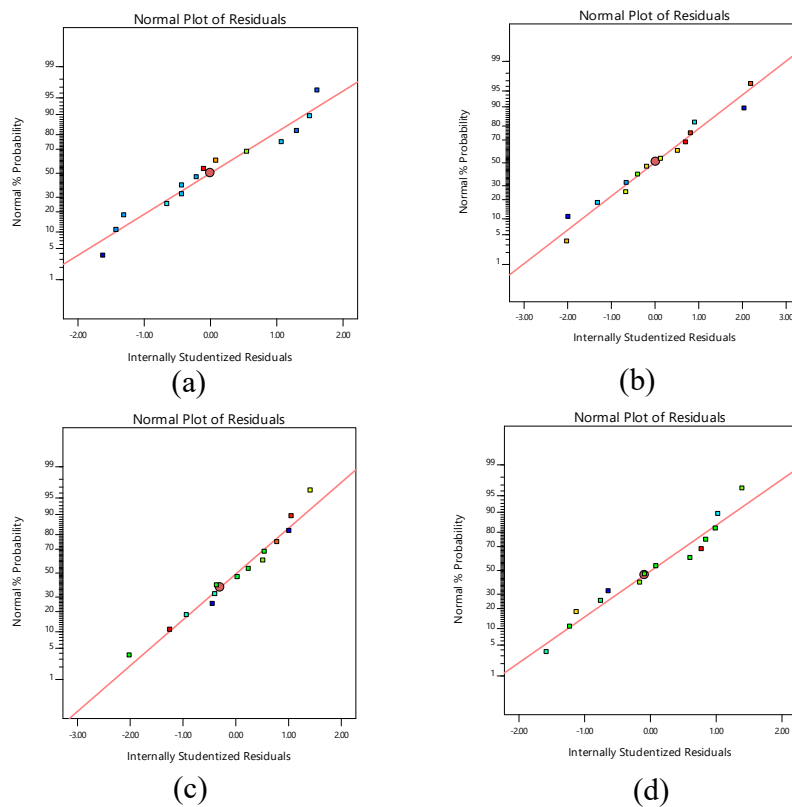 Normal Plot of Residuals
Normal % Probability
99
95
90
80
70
50
30
20
10
5
1
-2.00 -1.00 0.00 1.00 2.00
Internally Studentized Residuals
(a)
Normal Plot of Residuals
Normal % Probability
99
95
90
80
70
50
30
20
10
5
1
-3.00 -2.00 -1.00 0.00 1.00 2.00 3.00
Internally Studentized Residuals
(b)
Normal Plot of Residuals
Normal % Probability
99
95
90
80
70
50
30
20
10
5
1
-3.00 -2.00 -1.00 0.00 1.00 2.00
Internally Studentized Residuals
(c)
Normal Plot of Residuals
Normal % Probability
99
95
90
80
70
50
30
20
10
5
1
-2.00 -1.00 0.00 1.00 2.00
Internally Studentized Residuals
(d)